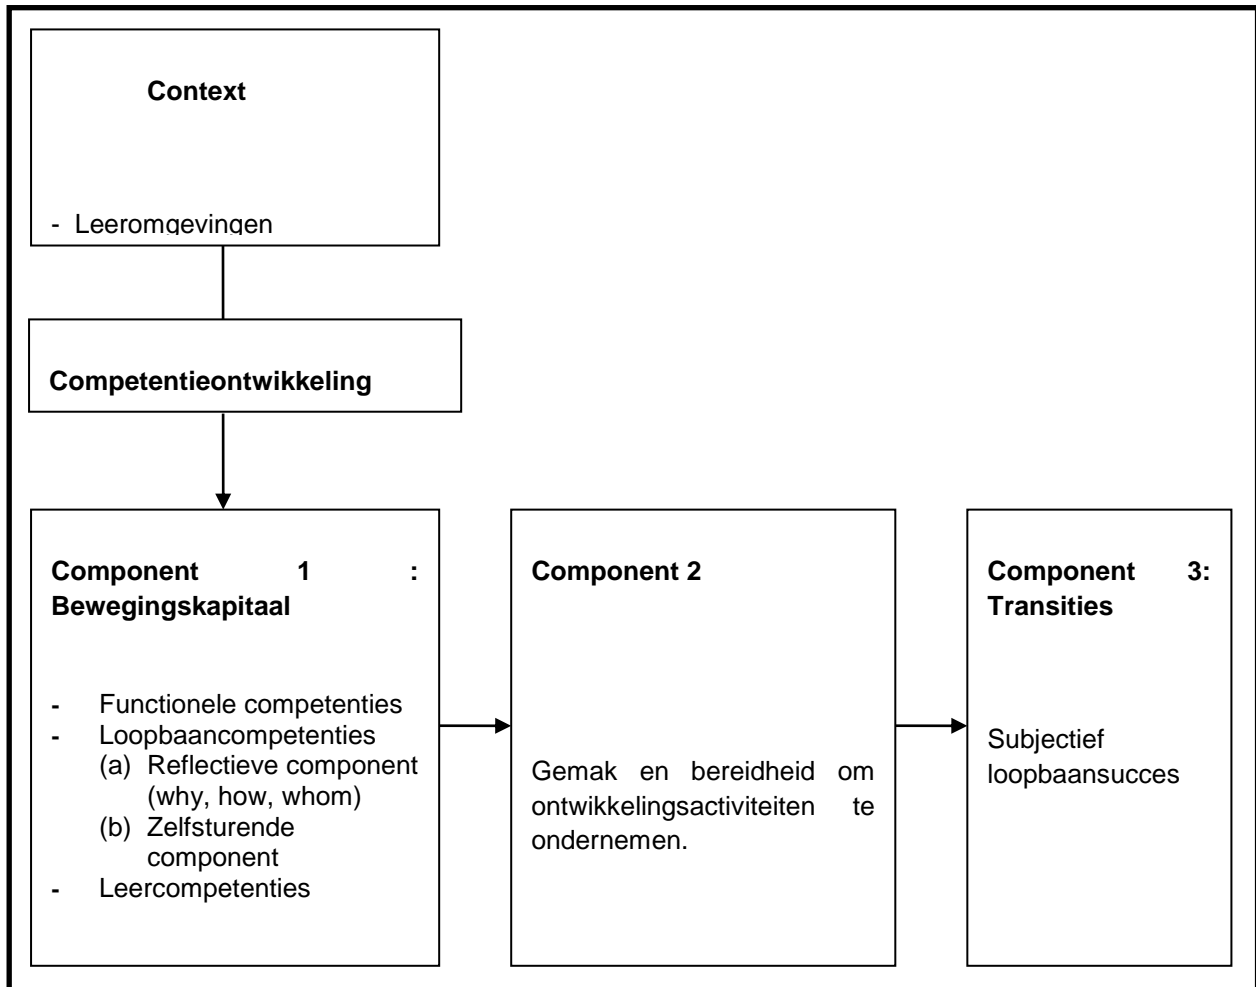 Context
- Leeromgevingen
Competentieontwikkeling
Component 1 :
Bewegingskapitaal
- Functionele competenties
- Loopbaancompetenties
(a) Reflectieve component
(why, how, whom)
(b) Zelfsturende
component
- Leercompetenties
Component 2
Gemak en bereidheid om
ontwikkelingsactiviteiten te
ondernemen.
Component 3:
Transities
Subjectief
loopbaansucces